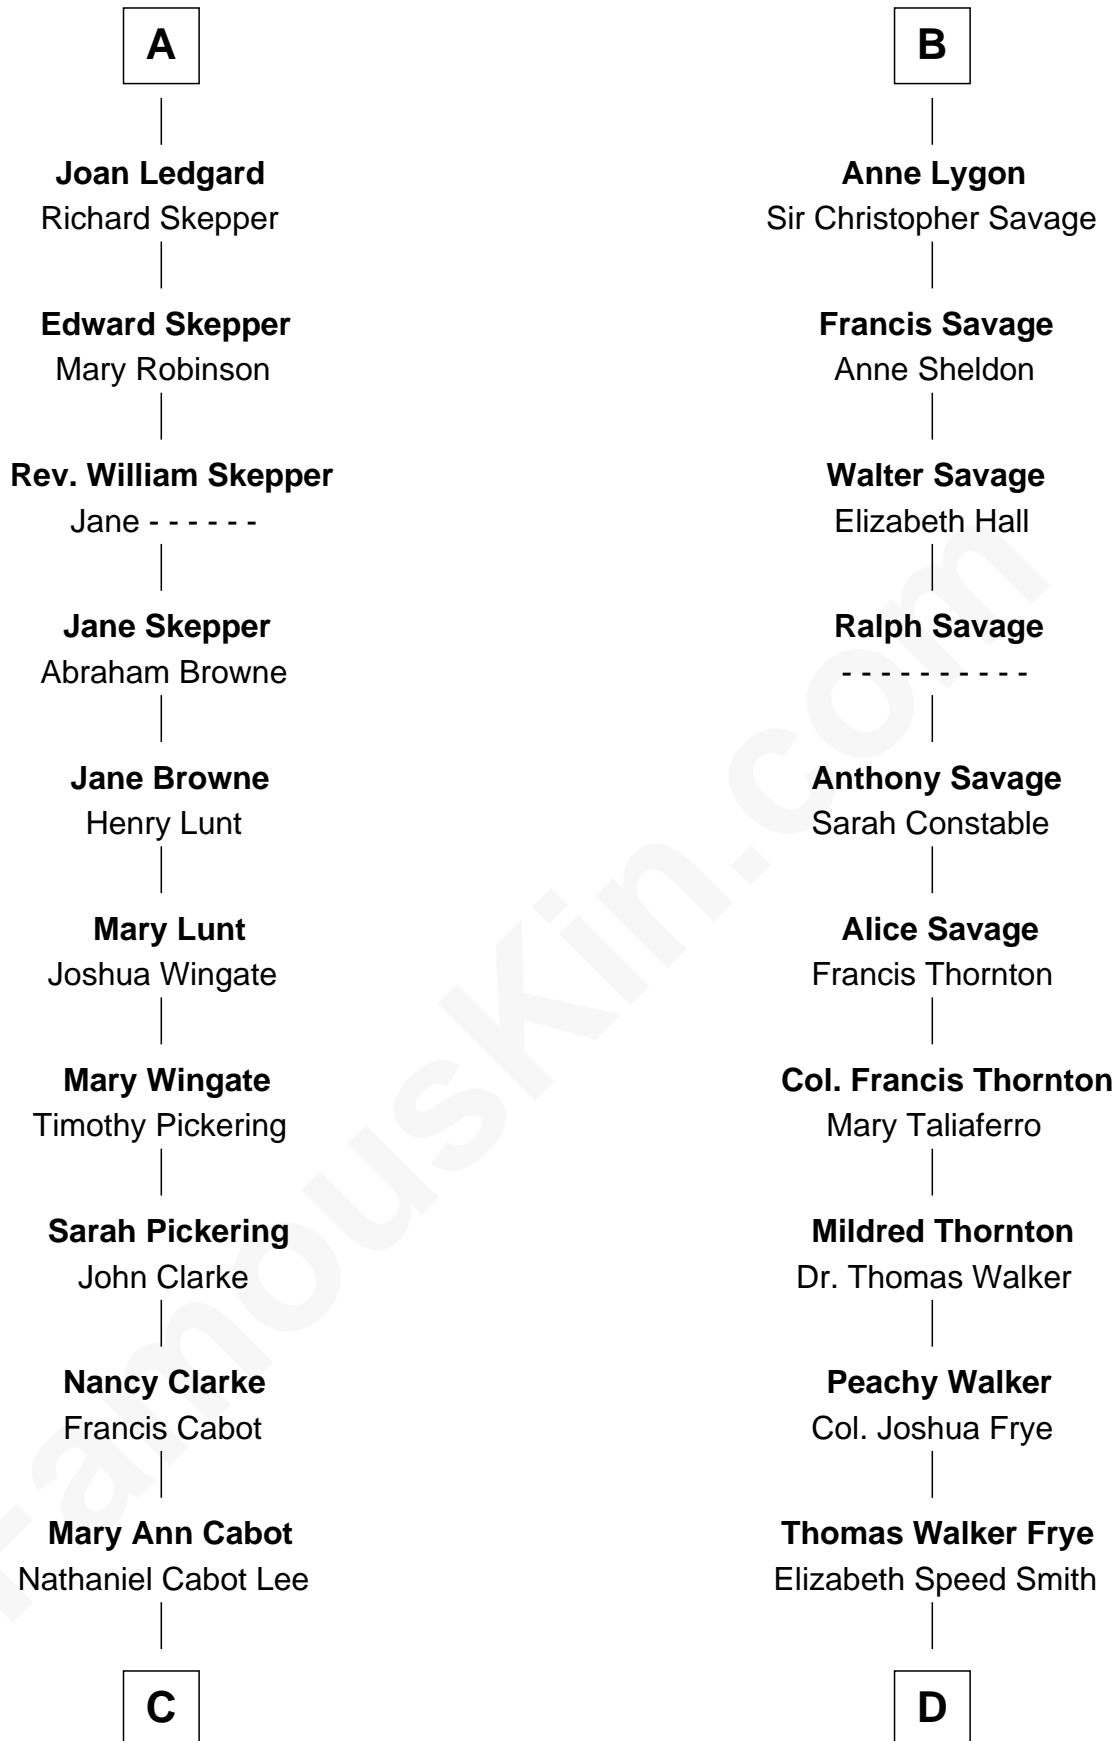 A
Joan Ledgard
Richard Skepper
Edward Skepper
Mary Robinson
Rev. William Skepper
Jane - - - - - -
Jane Skepper
Abraham Browne
Jane Browne
Henry Lunt
Mary Lunt
Joshua Wingate
Mary Wingate
Timothy Pickering
Sarah Pickering
John Clarke
Nancy Clarke
Francis Cabot
Mary Ann Cabot
Nathaniel Cabot Lee
C
B
Anne Lygon
Sir Christopher Savage
Francis Savage
Anne Sheldon
Walter Savage
Elizabeth Hall
Ralph Savage
- - - - - - - - - -
Anthony Savage
Sarah Constable
Alice Savage
Francis Thornton
Col. Francis Thornton
Mary Taliaferro
Mildred Thornton
Dr. Thomas Walker
Peachy Walker
Col. Joshua Frye
Thomas Walker Frye
Elizabeth Speed Smith
D
FamousKin.com